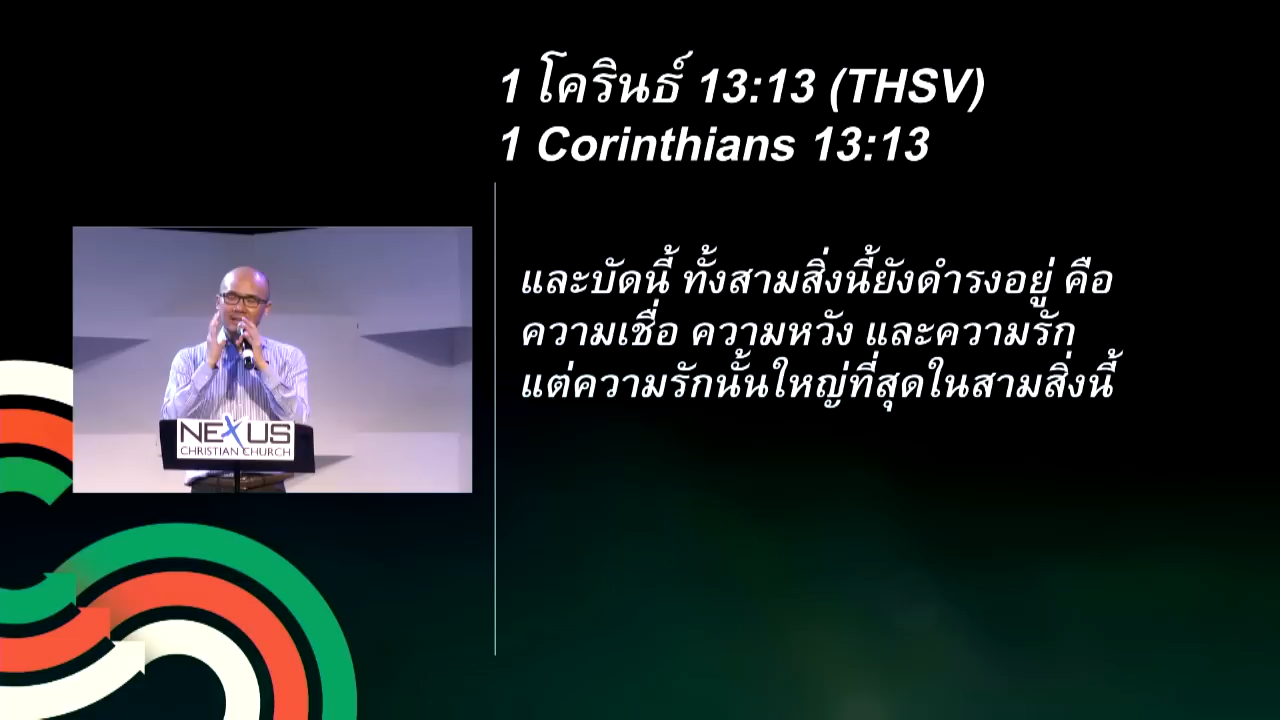 1 โครินธ์ 13:13 (THSV)
1 Corinthians 13:13
และบัดนี้ ทั้งสามสิ่งนี้ยังดำรงอยู่ คือ
ความเชื่อ ความหวัง และความรัก
แต่ความรักนั้นใหญ่ที่สุดในสามสิ่งนี้
NEXUS
CHRISTIAN CHURCH